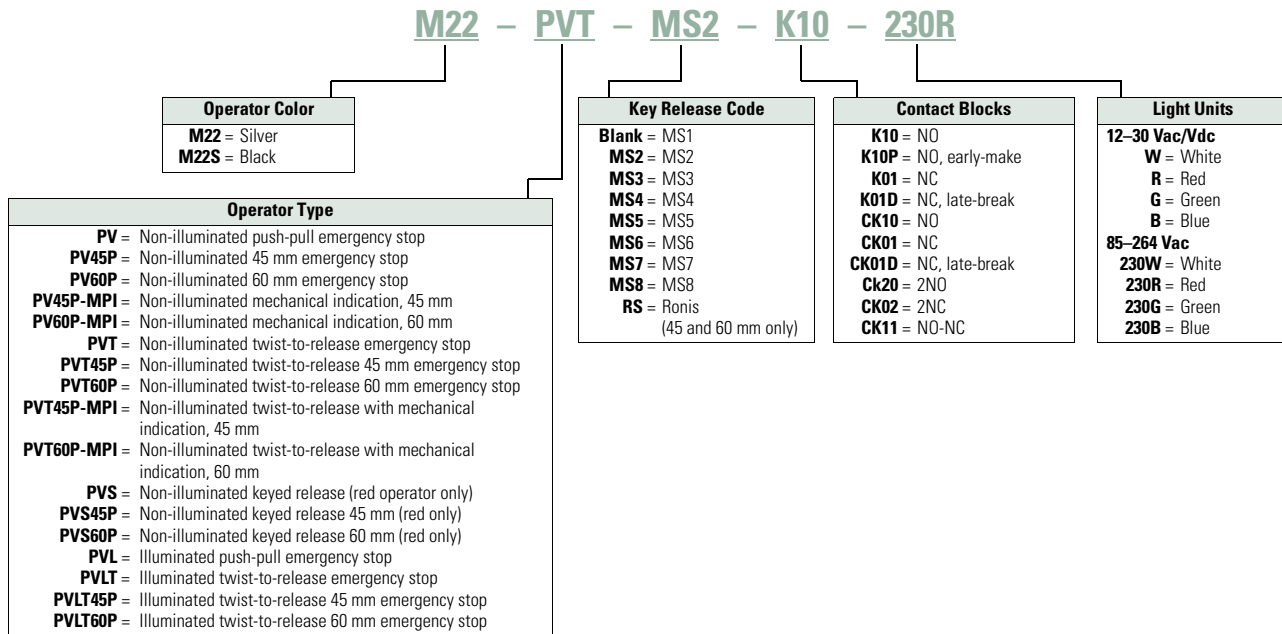 M22 – PVT – MS2 – K10 – 230R
Operator Color
M22 = Silver
M22S = Black
Operator Type
PV = Non-illuminated push-pull emergency stop
PV45P = Non-illuminated 45 mm emergency stop
PV60P = Non-illuminated 60 mm emergency stop
PV45P-MPI = Non-illuminated mechanical indication, 45 mm
PV60P-MPI = Non-illuminated mechanical indication, 60 mm
PVT = Non-illuminated twist-to-release emergency stop
PVT45P = Non-illuminated twist-to-release 45 mm emergency stop
PVT60P = Non-illuminated twist-to-release 60 mm emergency stop
PVT45P-MPI = Non-illuminated twist-to-release with mechanical
indication, 45 mm
PVT60P-MPI = Non-illuminated twist-to-release with mechanical
indication, 60 mm
PVS = Non-illuminated keyed release (red operator only)
PVS45P = Non-illuminated keyed release 45 mm (red only)
PVS60P = Non-illuminated keyed release 60 mm (red only)
PVL = Illuminated push-pull emergency stop
PVLT = Illuminated twist-to-release emergency stop
PVLT45P = Illuminated twist-to-release 45 mm emergency stop
PVLT60P = Illuminated twist-to-release 60 mm emergency stop
Key Release Code
Blank = MS1
MS2 = MS2
MS3 = MS3
MS4 = MS4
MS5 = MS5
MS6 = MS6
MS7 = MS7
MS8 = MS8
RS = Ronis
(45 and 60 mm only)
Contact Blocks
K10 = NO
K10P = NO, early-make
K01 = NC
K01D = NC, late-break
CK10 = NO
CK01 = NC
CK01D = NC, late-break
Ck20 = 2NO
CK02 = 2NC
CK11 = NO-NC
Light Units
12–30 Vac/Vdc
W = White
R = Red
G = Green
B = Blue
85–264 Vac
230W = White
230R = Red
230G = Green
230B = Blue